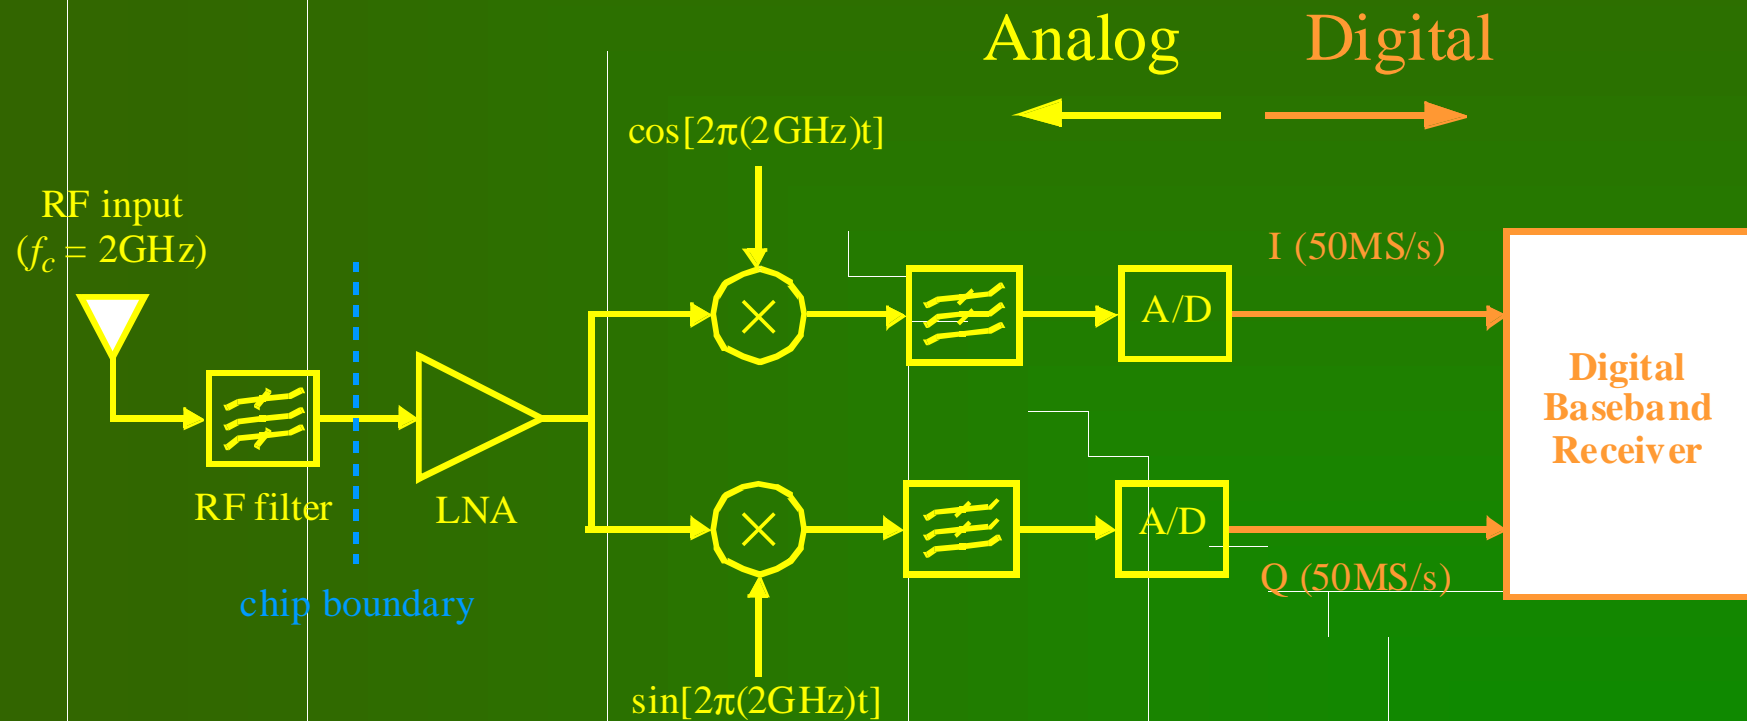 Analog
Digital
cos[2π(2GHz)t]
RF input
(fc = 2GHz)
I (50MS/s)
A/D
Digital
Baseband
Receiver
RF filter
LNA
A/D
Q (50MS/s)
chip boundary
sin[2π(2GHz)t]